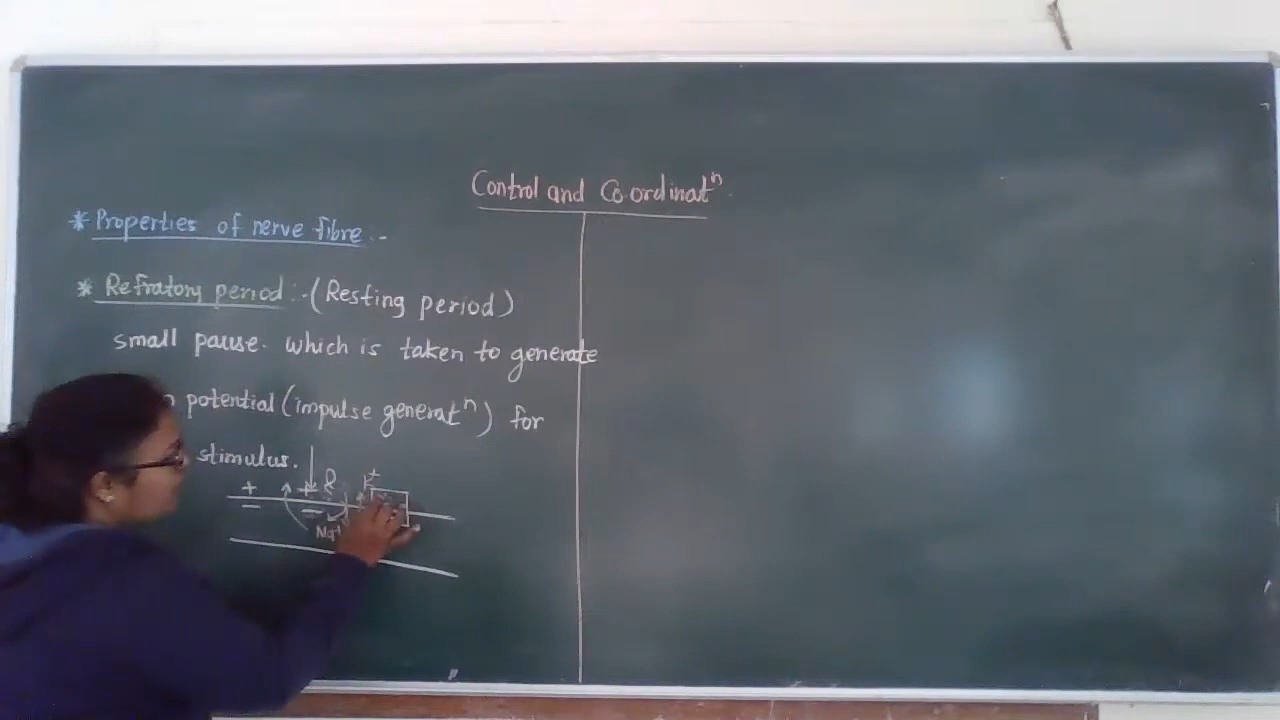 Control and Co-ordinatⁿ.
* Properties of nerve fibre :-
* Refratory period :- (Resting period)
small pause. which is taken to generate
potential (impulse generatⁿ) for
stimulus.
+ + R K⁺
− − Na⁺